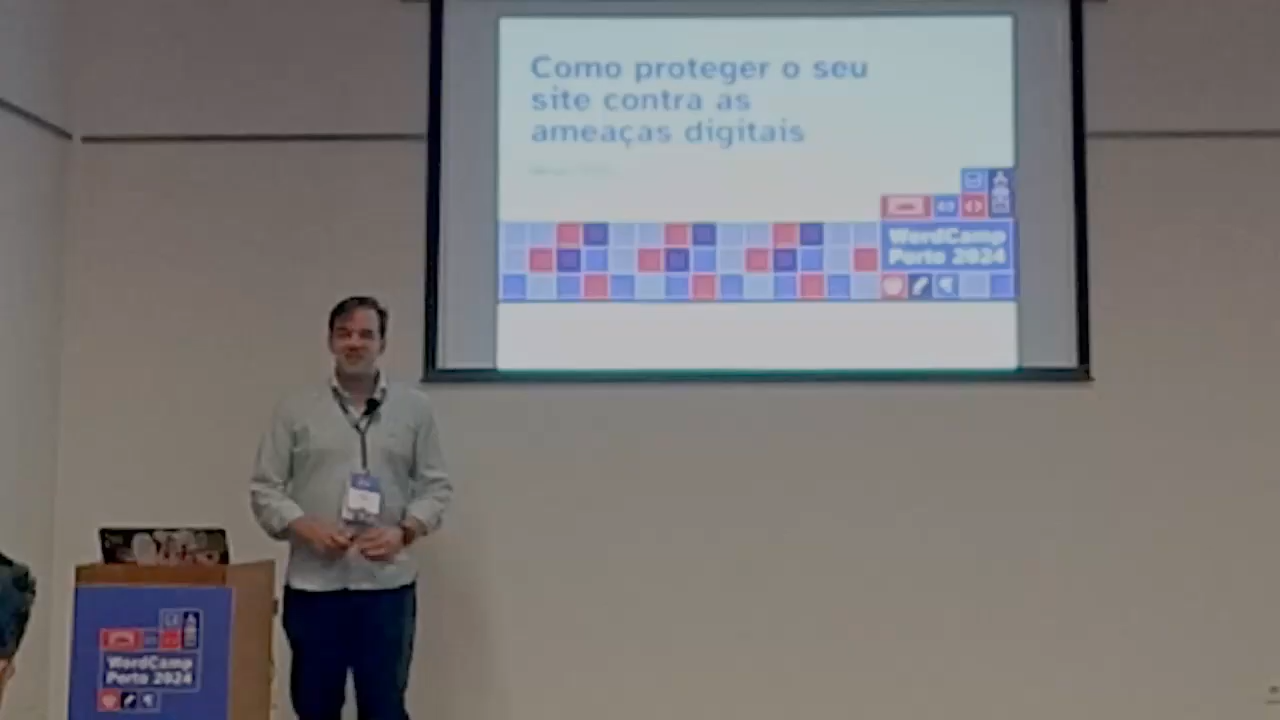 Como proteger o seu
site contra as
ameaças digitais
WordCamp
Porto 2024
WordCamp
Porto 2024